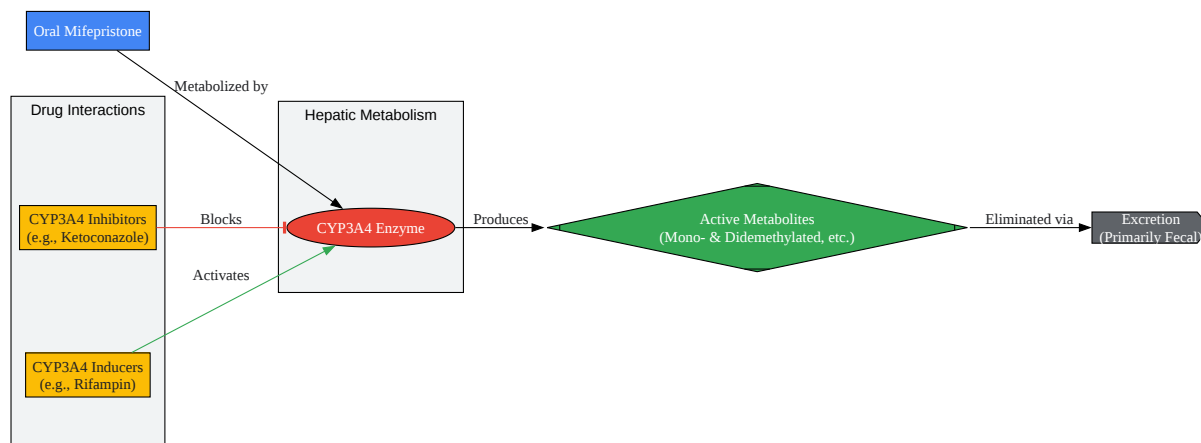 Oral Mifepristone
Metabolized by
Drug Interactions
Hepatic Metabolism
CYP3A4 Inhibitors
(e.g., Ketoconazole)
Blocks
CYP3A4 Enzyme
Produces
Active Metabolites
(Mono- & Didemethylated, etc.)
Eliminated via
Excretion
(Primarily Fecal)
Activates
CYP3A4 Inducers
(e.g., Rifampin)